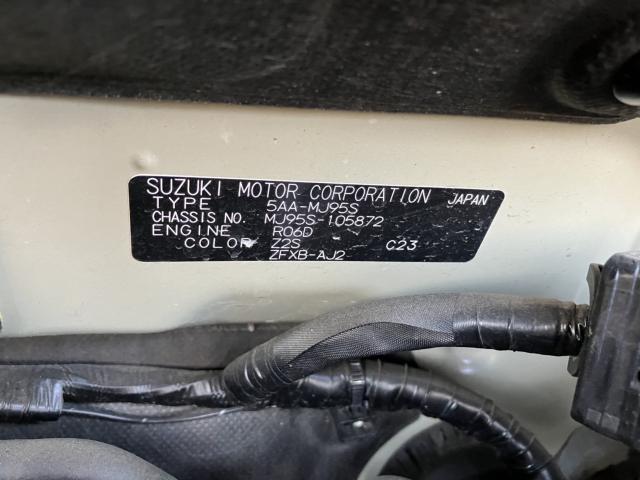 SUZUKI MOTOR CORPORATION JAPAN
TYPE 5AA-MJ95S
CHASSIS NO. MJ95S-105872
ENGINE R06D
COLOR Z2S C23
ZFXB-AJ2